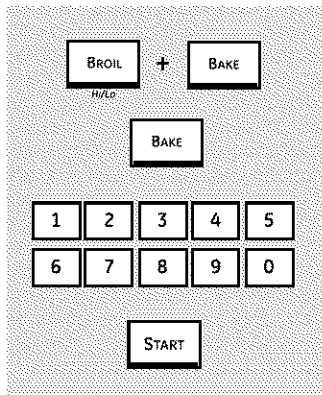 BROIL + BAKE
Hi/Lo
BAKE
1 2 3 4 5
6 7 8 9 0
START